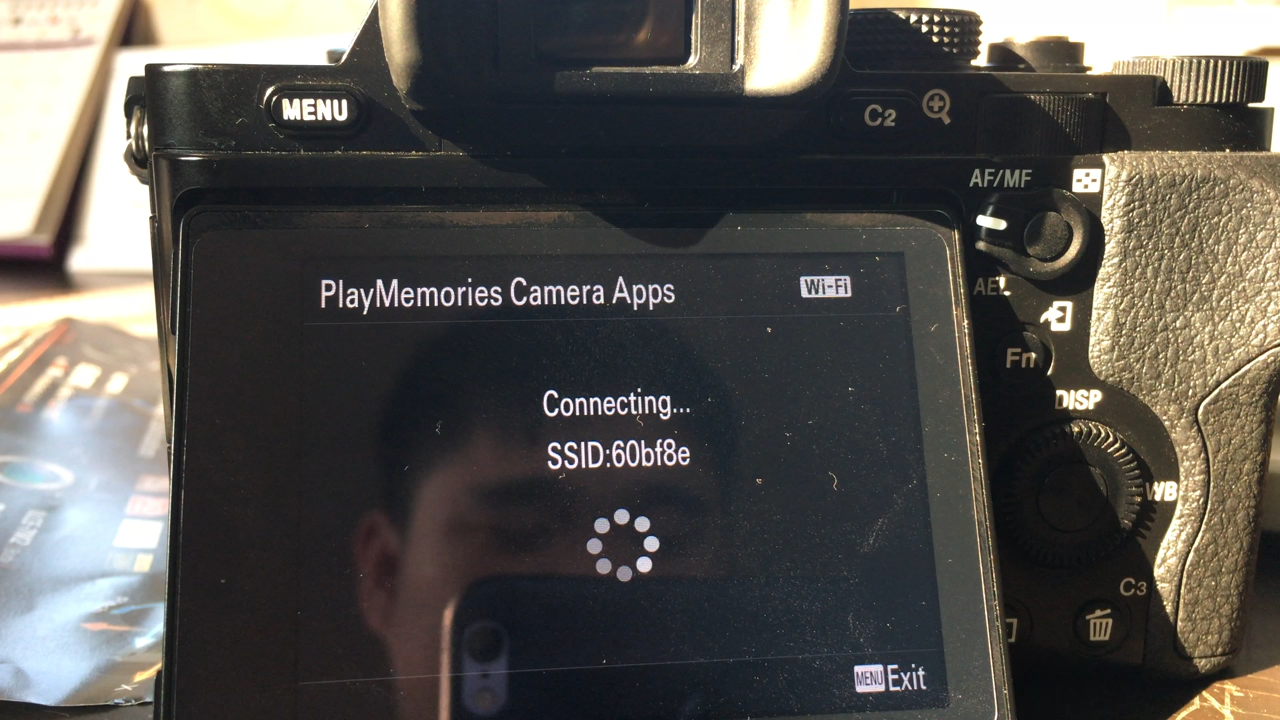 MENU
C2
AF/MF
PlayMemories Camera Apps
Wi-Fi
AEL
Connecting...
SSID:60bf8e
Fn
DISP
WB
C3
MENU Exit